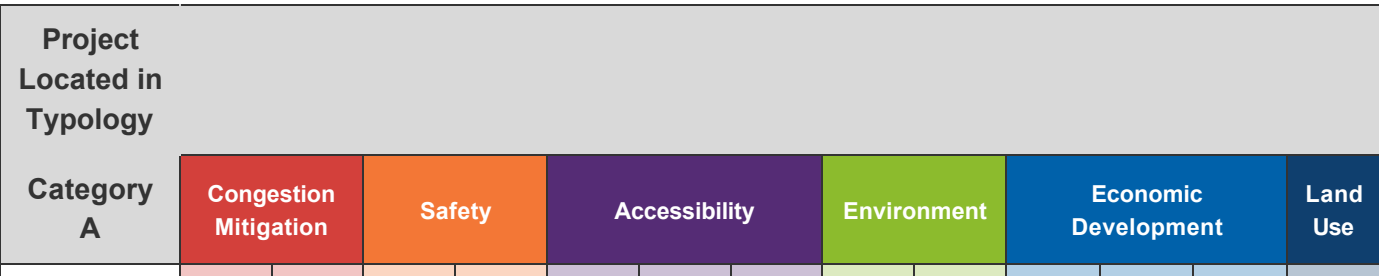 Project
Located in
Typology
Category
A
Congestion
Mitigation
Safety
Accessibility
Environment
Economic
Development
Land
Use